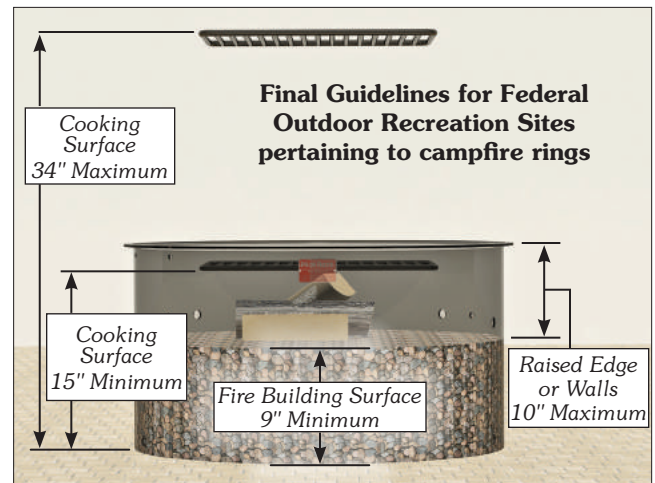 Final Guidelines for Federal
Outdoor Recreation Sites
pertaining to campfire rings
Cooking
Surface
34" Maximum
Cooking
Surface
15" Minimum
Fire Building Surface
9" Minimum
Raised Edge
or Walls
10" Maximum